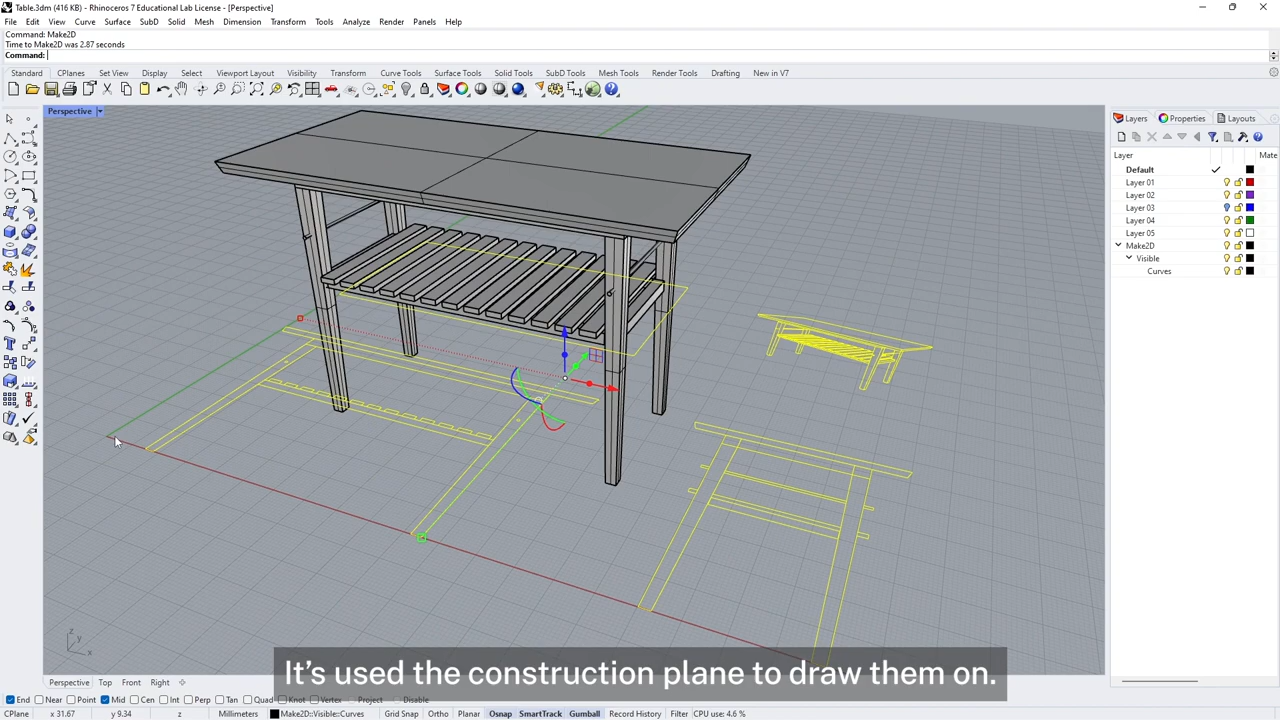 Table.3dm (416 KB) - Rhinoceros 7 Educational Lab License - [Perspective]
File Edit View Curve Surface SubD Solid Mesh Dimension Transform Tools Analyze Render Panels Help
Command: Make2D
Time to Make2D was 2.87 seconds
Command:
Standard CPlanes Set View Display Select Viewport Layout Visibility Transform Curve Tools Surface Tools Solid Tools SubD Tools Mesh Tools Render Tools Drafting New in V7
Perspective
Layers Properties Layouts
Layer Mate
Default
Layer 01
Layer 02
Layer 03
Layer 04
Layer 05
Make2D
Visible
Curves
z
y
x
It's used the construction plane to draw them on.
Perspective Top Front Right
End Near Point Mid Cen Int Perp Tan Quad Knot Vertex Project Disable
CPlane x 31.67 y 9.34 z Millimeters Make2D::Visible::Curves Grid Snap Ortho Planar Osnap SmartTrack Gumball Record History Filter CPU use: 4.6 %